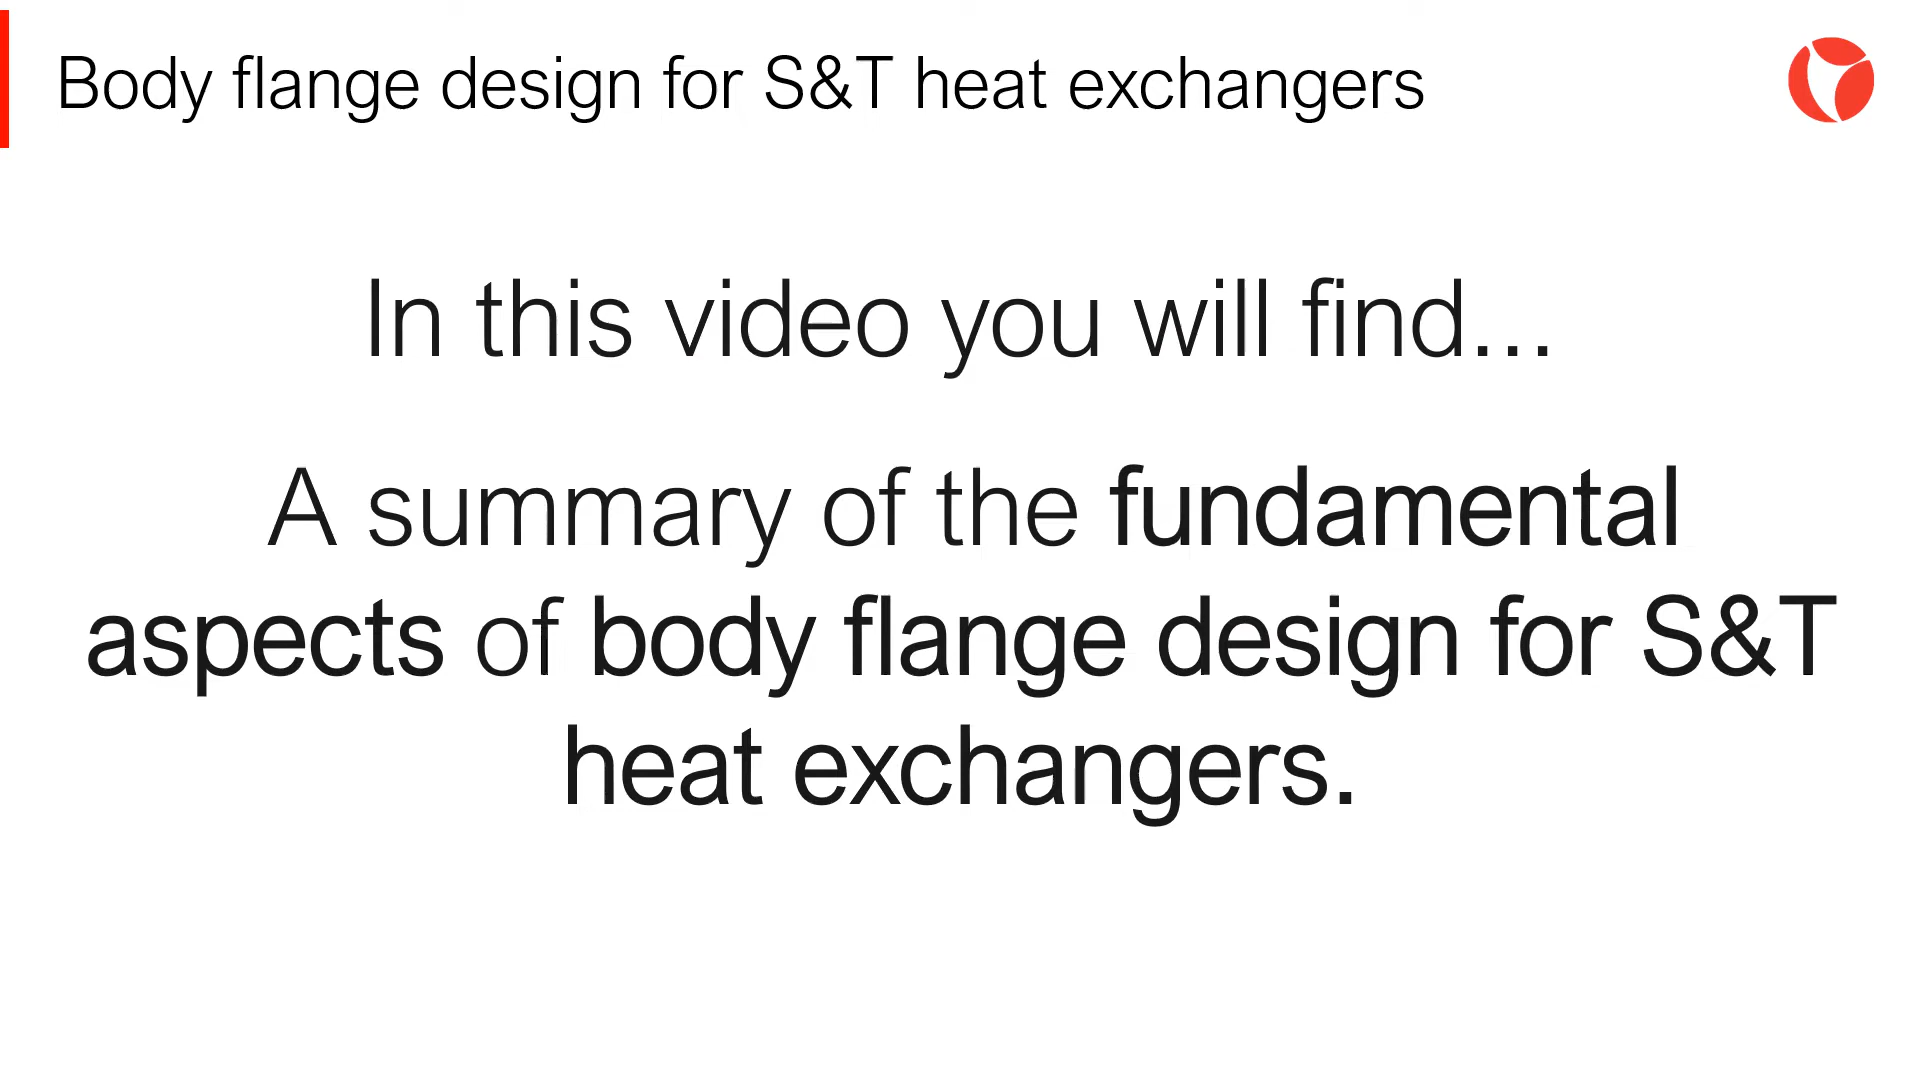 Body flange design for S&T heat exchangers
In this video you will find...
A summary of the fundamental
aspects of body flange design for S&T
heat exchangers.